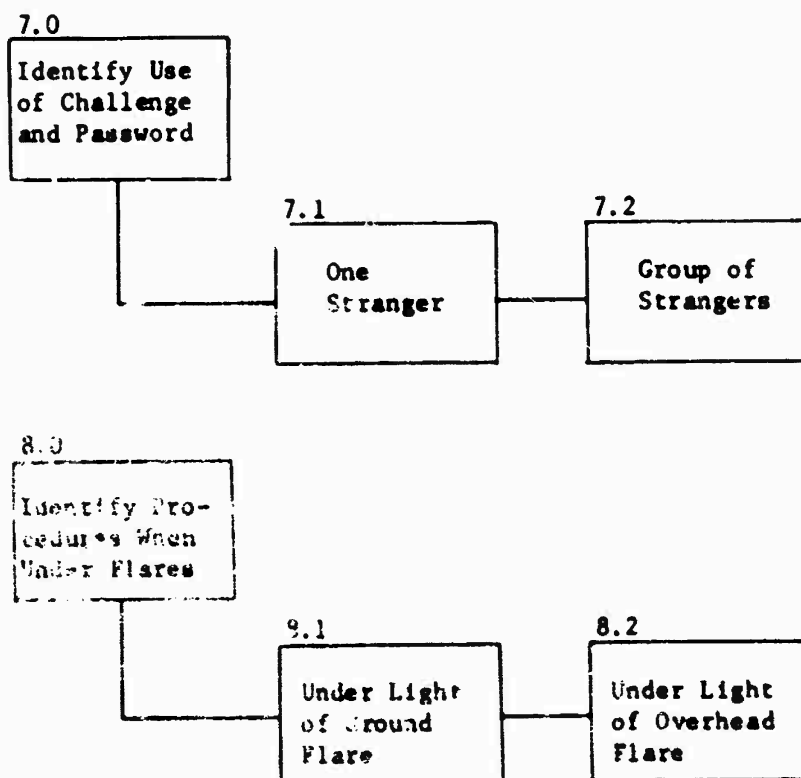 7.0
Identify Use
of Challenge
and Password
7.1
One
Stranger
7.2
Group of
Strangers
8.0
Identify Pro-
cedures When
Under Flares
8.1
Under Light
of Ground
Flare
8.2
Under Light
of Overhead
Flare